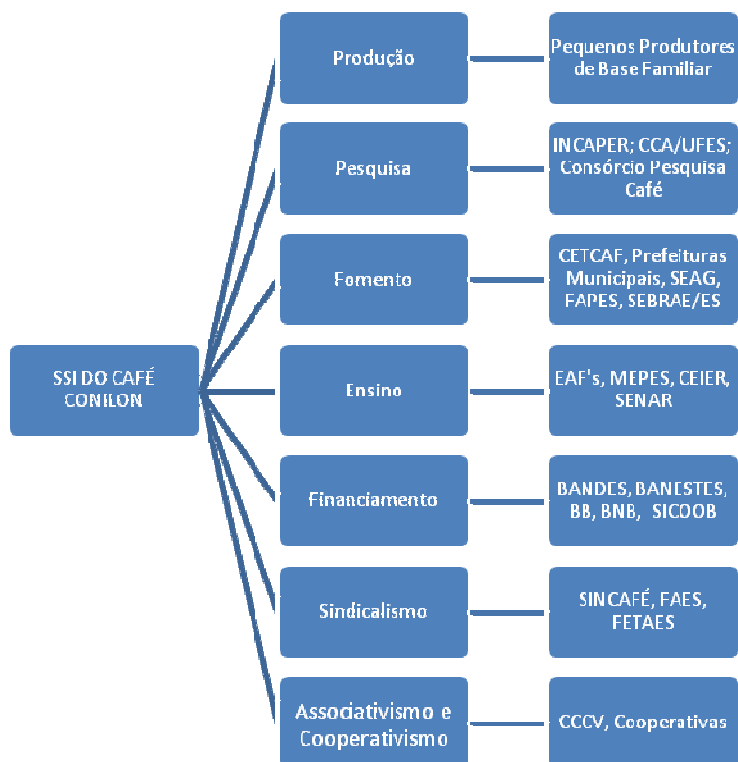 Produção
Pequenos Produtores
de Base Familiar
Pesquisa
INCAPER; CCA/UFES;
Consórcio Pesquisa
Café
Fomento
CETCAF, Prefeituras
Municipais, SEAG,
FAPES, SEBRAE/ES
SSI DO CAFÉ
CONILON
Ensino
EAF's, MEPES, CEIER,
SENAR
Financiamento
BANDES, BANESTES,
BB, BNB, SICOOB
Sindicalismo
SINCAFÉ, FAES,
FETAES
Associativismo e
Cooperativismo
CCCV, Cooperativas